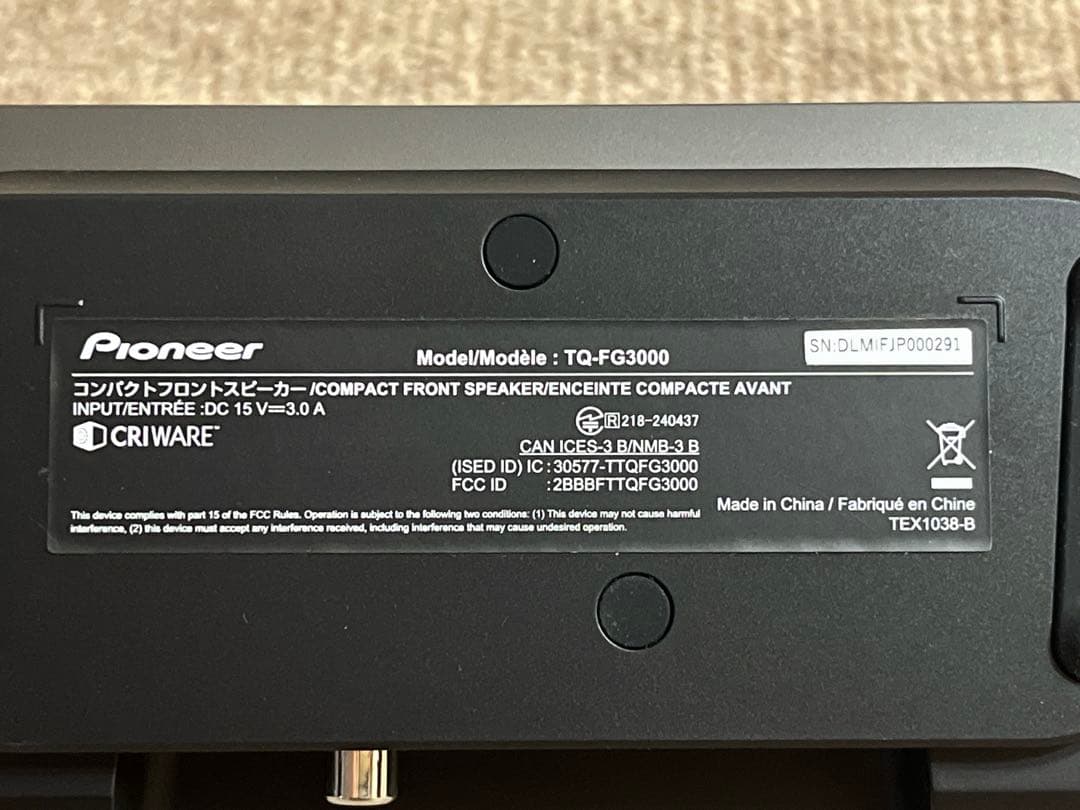 Pioneer
Model/Modèle : TQ-FG3000
SN:DLMIFJP000291
コンパクトフロントスピーカー /COMPACT FRONT SPEAKER/ENCEINTE COMPACTE AVANT
INPUT/ENTRÉE :DC 15 V⎓3.0 A
CRIWARE™
R 218-240437
CAN ICES-3 B/NMB-3 B
(ISED ID) IC : 30577-TTQFG3000
FCC ID : 2BBBFTTQFG3000
This device complies with part 15 of the FCC Rules. Operation is subject to the following two conditions: (1) This device may not cause harmful
interference, (2) this device must accept any interference received, including interference that may cause undesired operation.
Made in China / Fabriqué en Chine
TEX1038-B